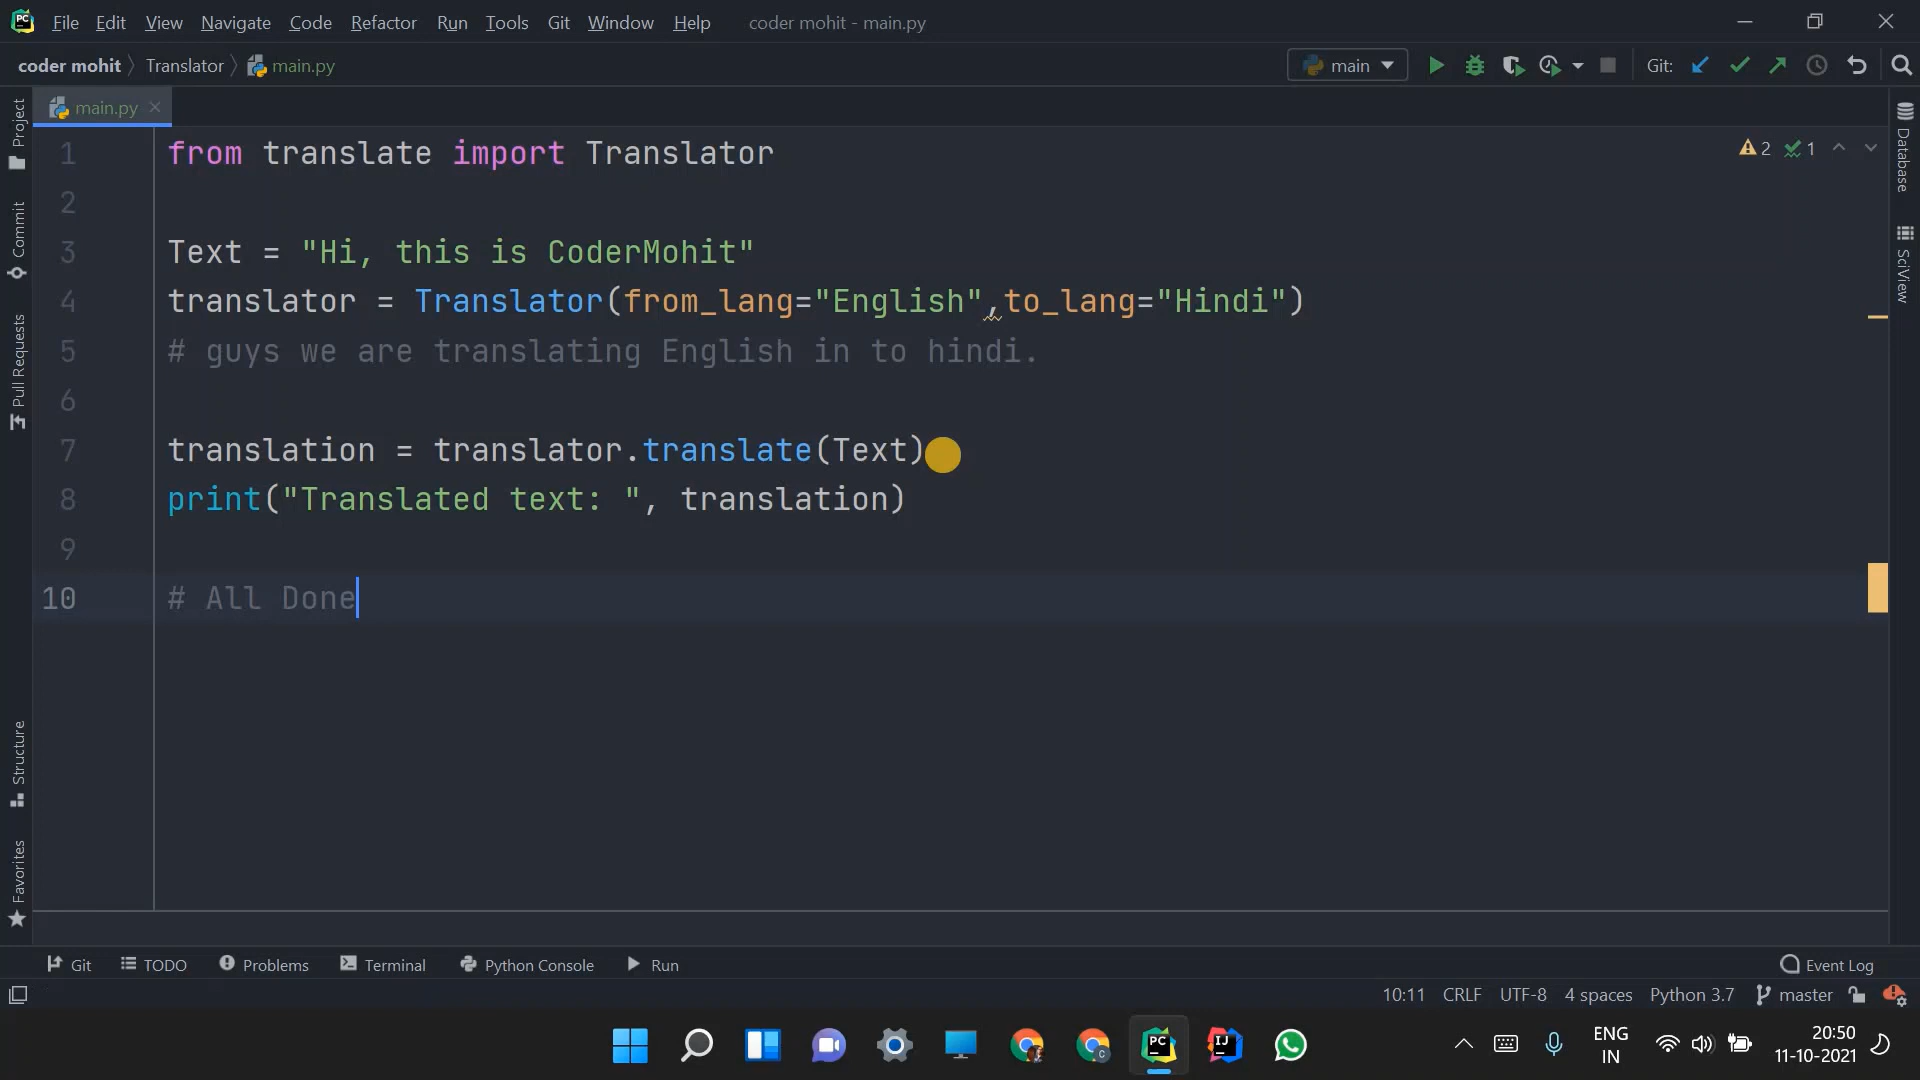 File Edit View Navigate Code Refactor Run Tools Git Window Help coder mohit - main.py
coder mohit Translator main.py main Git:
main.py
Project
Commit
Pull Requests
Structure
Favorites
Database
SciView
2 1
1 from translate import Translator
2
3 Text = "Hi, this is CoderMohit"
4 translator = Translator(from_lang="English",to_lang="Hindi")
5 # guys we are translating English in to hindi.
6
7 translation = translator.translate(Text)
8 print("Translated text: ", translation)
9
10 # All Done
Git TODO Problems Terminal Python Console Run Event Log
10:11 CRLF UTF-8 4 spaces Python 3.7 master
PC IJ C
ENG
IN
20:50
11-10-2021